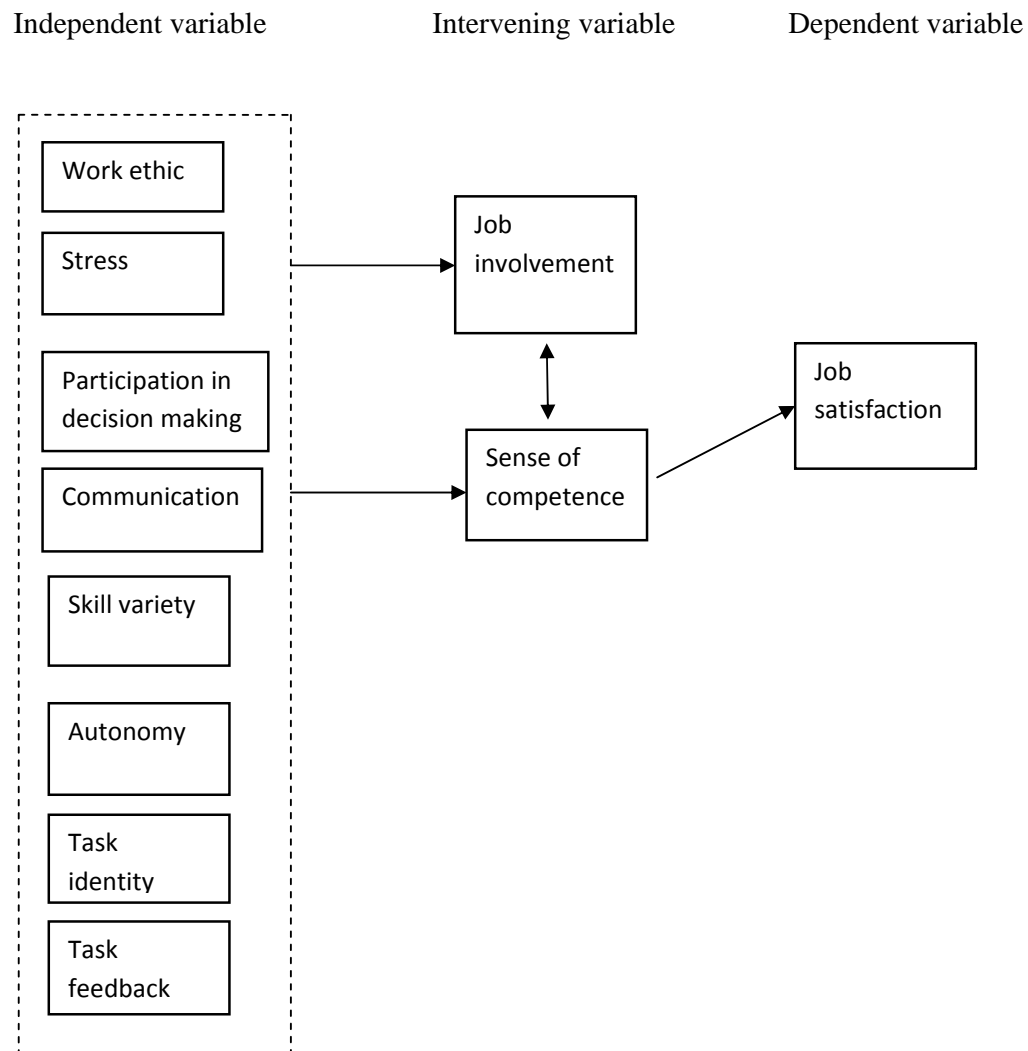 Independent variable
Intervening variable
Dependent variable
Work ethic
Stress
Participation in
decision making
Communication
Skill variety
Autonomy
Task
identity
Task
feedback
Job
involvement
Sense of
competence
Job
satisfaction